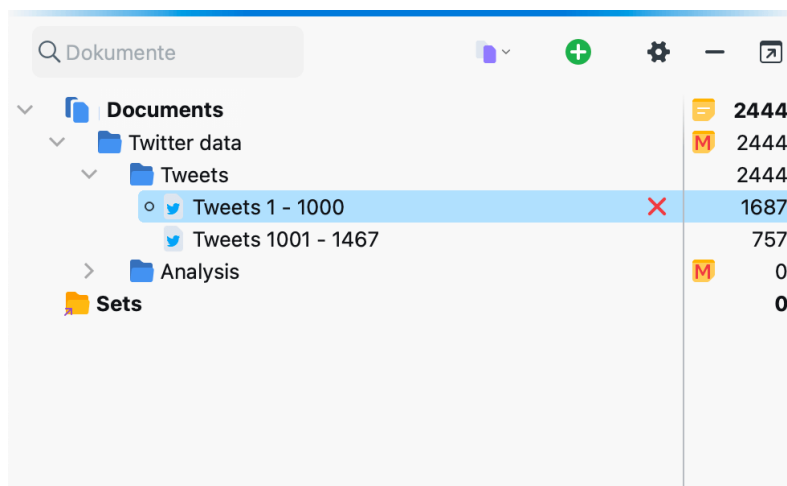 Dokumente
Documents 2444
Twitter data M 2444
Tweets 2444
Tweets 1 - 1000 1687
Tweets 1001 - 1467 757
Analysis M 0
Sets 0